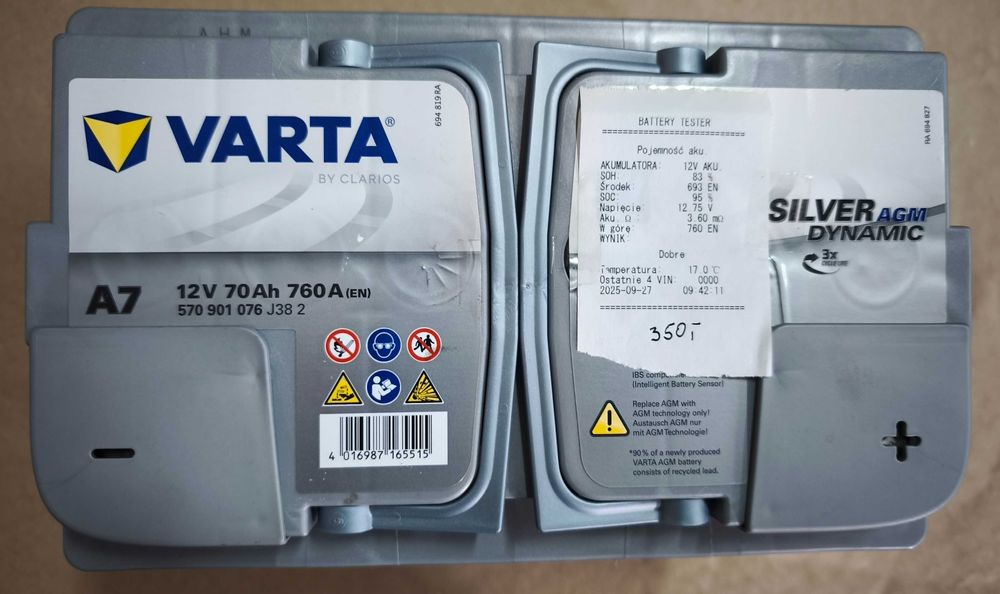 A H M
VARTA®
BY CLARIOS
694 819 RA
A7
12V 70Ah 760A (EN)
570 901 076 J38 2
4 016987 165515
BATTERY TESTER
==========================
Pojemność aku.
AKUMULATORA: 12V AKU.
SOH: 83 %
Środek: 693 EN
SOC: 95 %
Napięcie: 12.75 V
Aku. Ω: 3.60 mΩ
W górę: 760 EN
WYNIK:
Dobre
Temperatura: 17.0 ℃
Ostatnie 4 VIN: 0000
2025-09-27 09:42:11
==========================
350,-
RA 694 827
SILVER AGM
DYNAMIC
3x
(Intelligent Battery Sensor)
Replace AGM with
AGM technology only!
Austausch AGM nur
mit AGM Technologie!
*90% of a newly produced
VARTA AGM battery
consists of recycled lead.